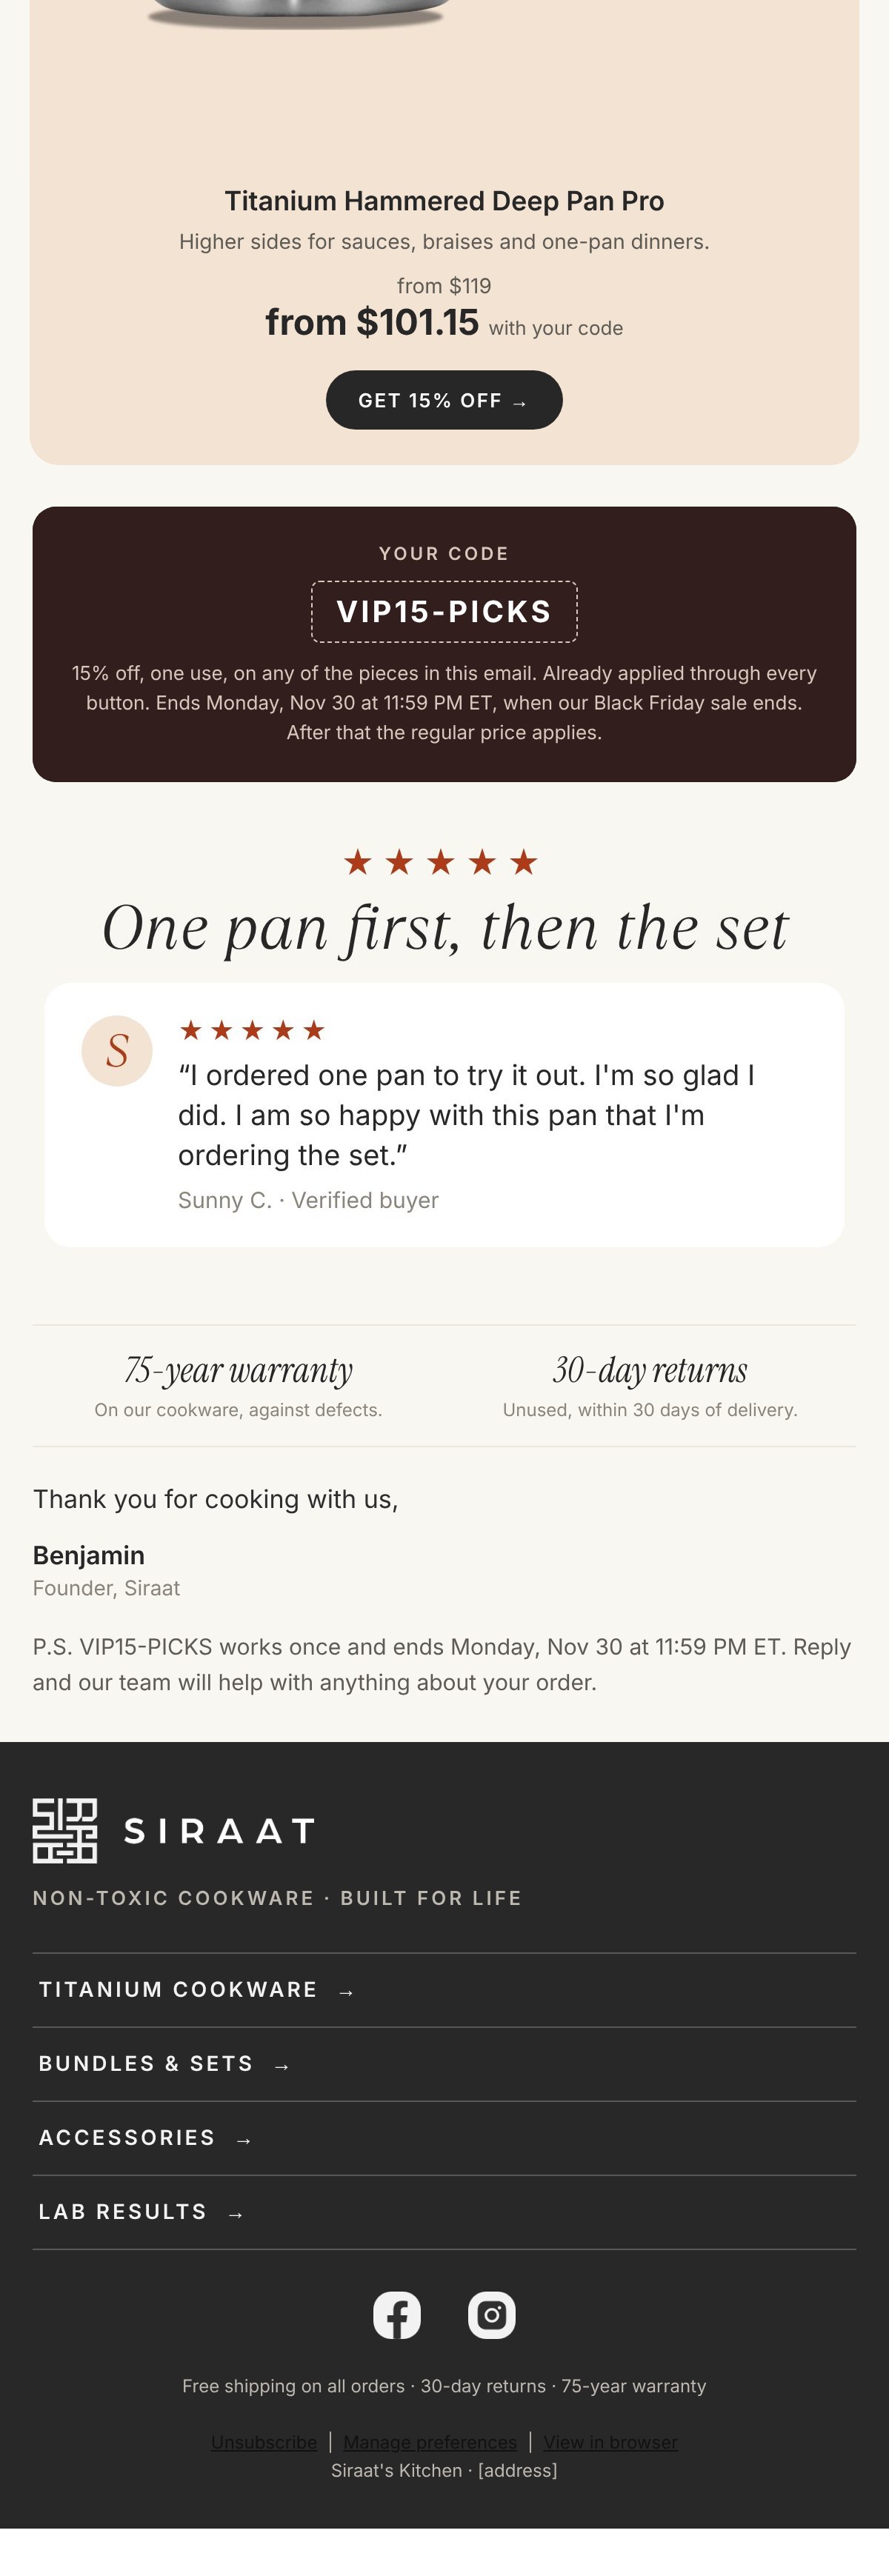 Titanium Hammered Deep Pan Pro
Higher sides for sauces, braises and one-pan dinners.
from $119
from $101.15 with your code
GET 15% OFF →
YOUR CODE
VIP15-PICKS
15% off, one use, on any of the pieces in this email. Already applied through every
button. Ends Monday, Nov 30 at 11:59 PM ET, when our Black Friday sale ends.
After that the regular price applies.
★ ★ ★ ★ ★
One pan first, then the set
S
★ ★ ★ ★ ★
“I ordered one pan to try it out. I'm so glad I
did. I am so happy with this pan that I'm
ordering the set.”
Sunny C. · Verified buyer
75-year warranty
On our cookware, against defects.
30-day returns
Unused, within 30 days of delivery.
Thank you for cooking with us,
Benjamin
Founder, Siraat
P.S. VIP15-PICKS works once and ends Monday, Nov 30 at 11:59 PM ET. Reply
and our team will help with anything about your order.
SIRAAT
NON-TOXIC COOKWARE · BUILT FOR LIFE
TITANIUM COOKWARE →
BUNDLES & SETS →
ACCESSORIES →
LAB RESULTS →
Free shipping on all orders · 30-day returns · 75-year warranty
Unsubscribe | Manage preferences | View in browser
Siraat's Kitchen · [address]